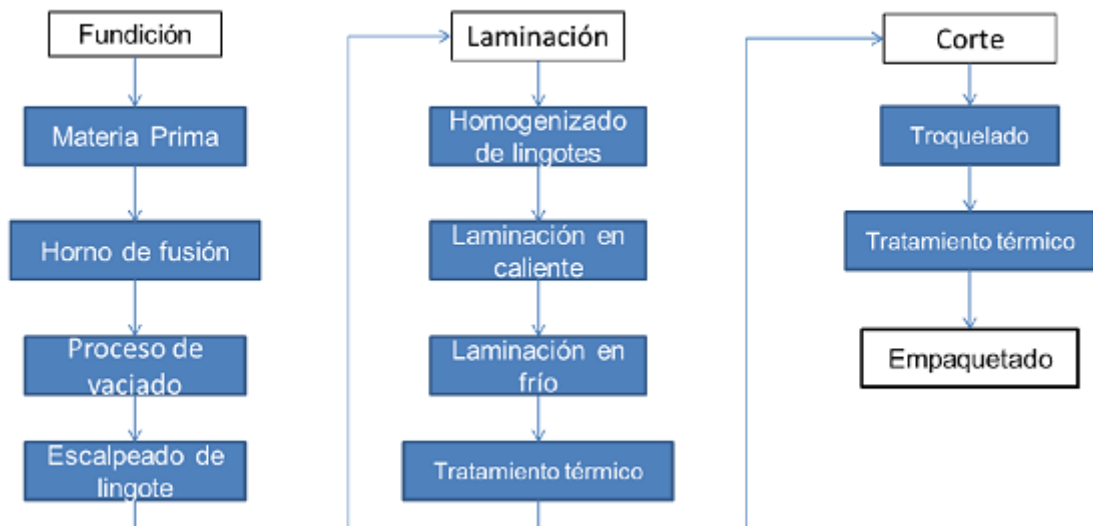 Fundición
Materia Prima
Horno de fusión
Proceso de
vaciado
Escalpeado de
lingote
Laminación
Homogenizado
de lingotes
Laminación en
caliente
Laminación en
frío
Tratamiento térmico
Corte
Troquelado
Tratamiento térmico
Empaquetado